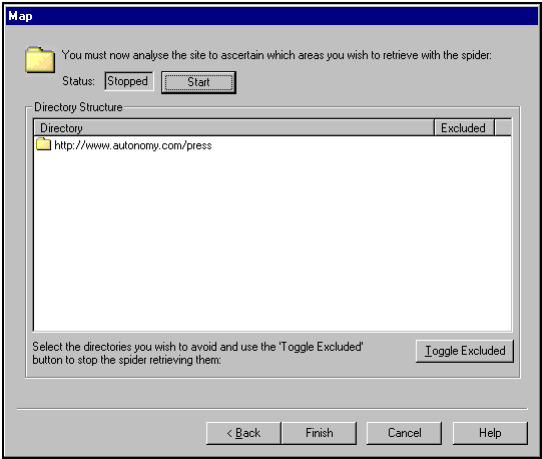 Map
You must now analyse the site to ascertain which areas you wish to retrieve with the spider:
Status: Stopped Start
Directory Structure
Directory Excluded
http://www.autonomy.com/press
Select the directories you wish to avoid and use the 'Toggle Excluded'
button to stop the spider retrieving them:
Toggle Excluded
< Back Finish Cancel Help